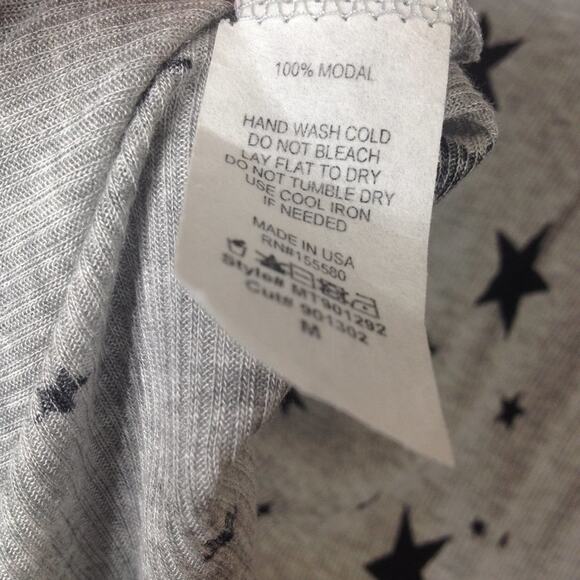 100% MODAL
HAND WASH COLD
DO NOT BLEACH
LAY FLAT TO DRY
DO NOT TUMBLE DRY
USE COOL IRON
IF NEEDED
MADE IN USA
RN#155580
Style# MT901292
Cut# 901302
M